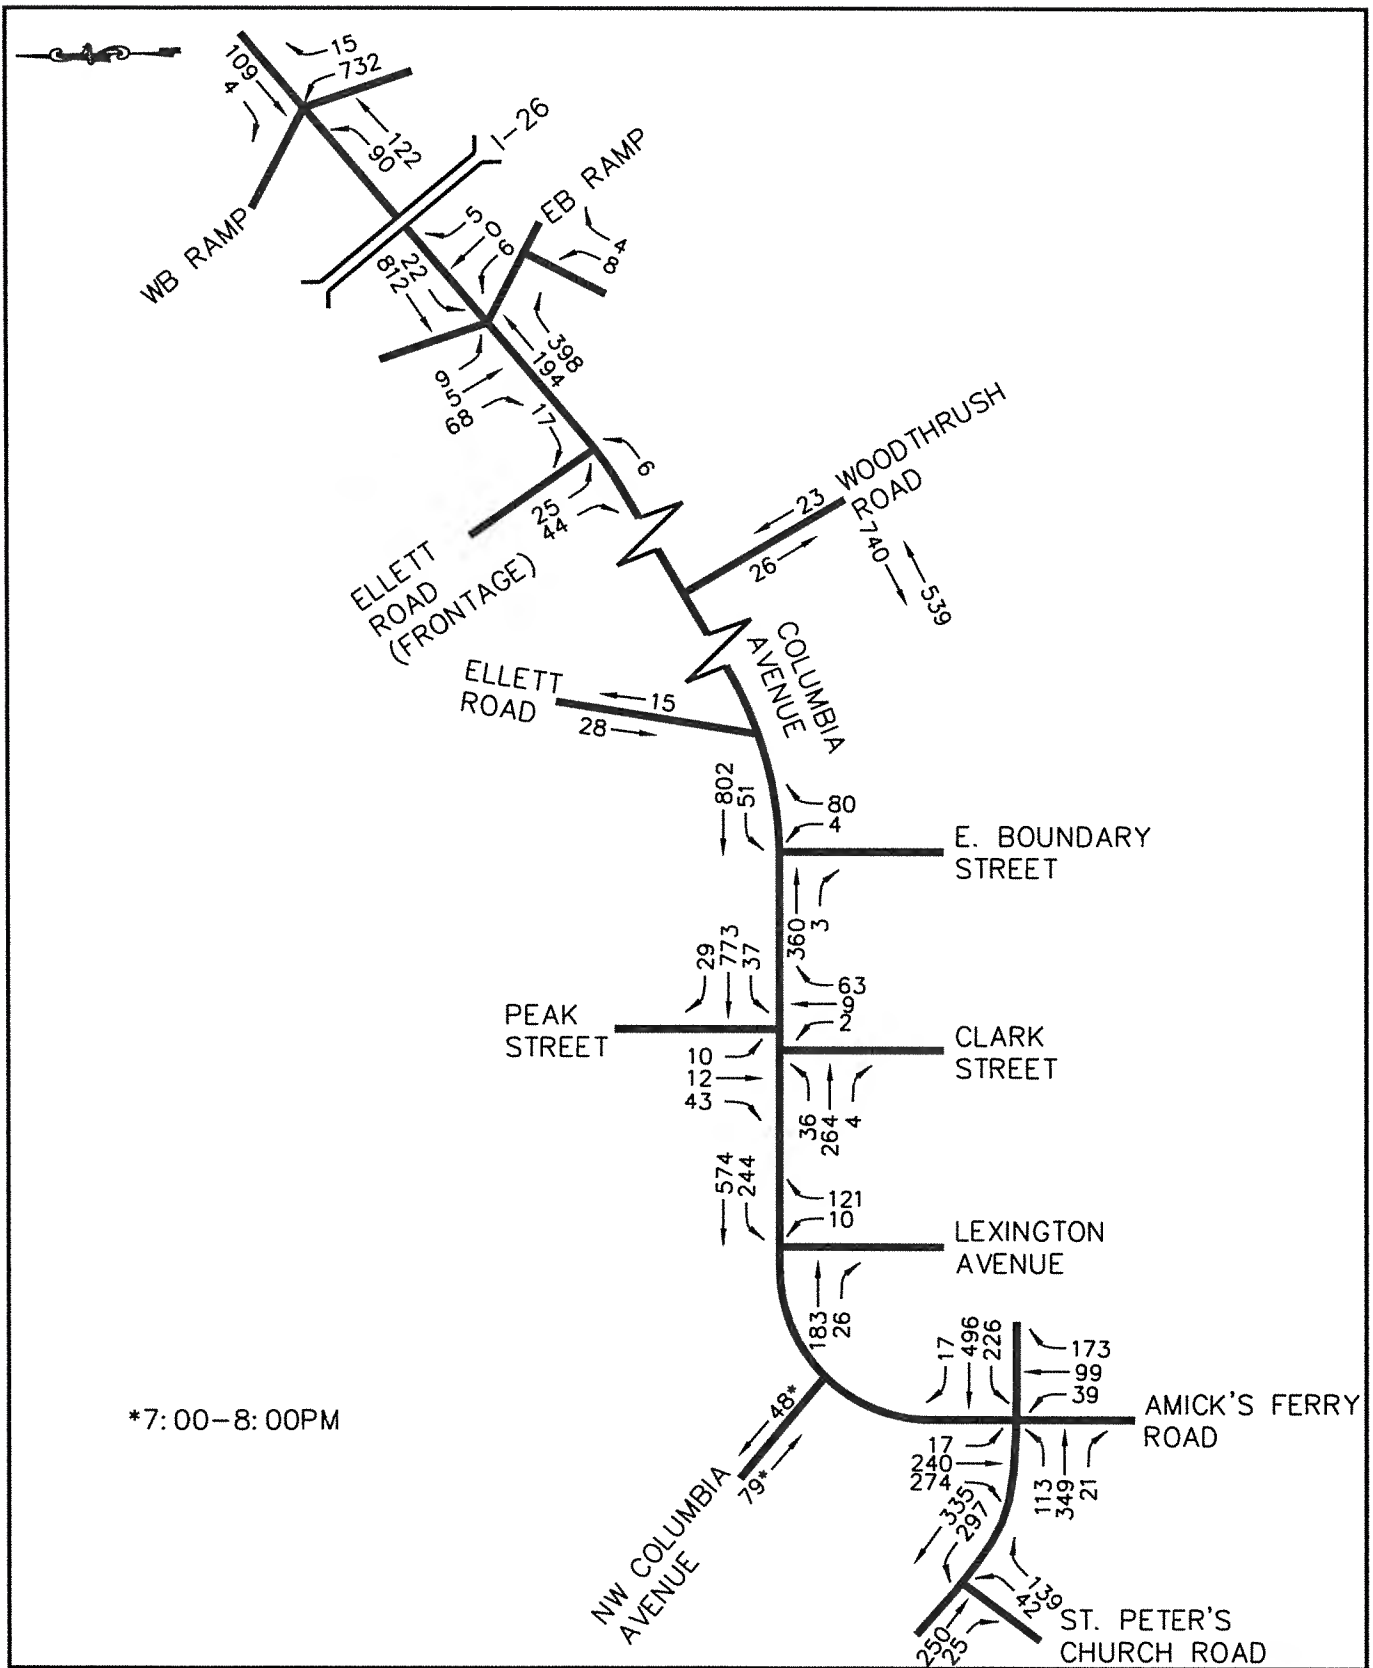 15
732
109
4
122
90
I-26
WB RAMP
EB RAMP
5
0
6
4
8
22
812
398
194
9
5
68
17
6
25
44
ELLETT
ROAD
(FRONTAGE)
WOODTHRUSH
ROAD
23
26
740
539
COLUMBIA
AVENUE
ELLETT
ROAD
15
28
802
51
80
4
E. BOUNDARY
STREET
360
3
29
773
37
63
9
2
PEAK
STREET
10
12
43
CLARK
STREET
36
264
4
574
244
121
10
LEXINGTON
AVENUE
183
26
17
496
226
173
99
39
AMICK'S FERRY
ROAD
*7:00-8:00PM
48*
79*
NW COLUMBIA
AVENUE
17
240
274
113
349
21
335
297
139
42
250
25
ST. PETER'S
CHURCH ROAD